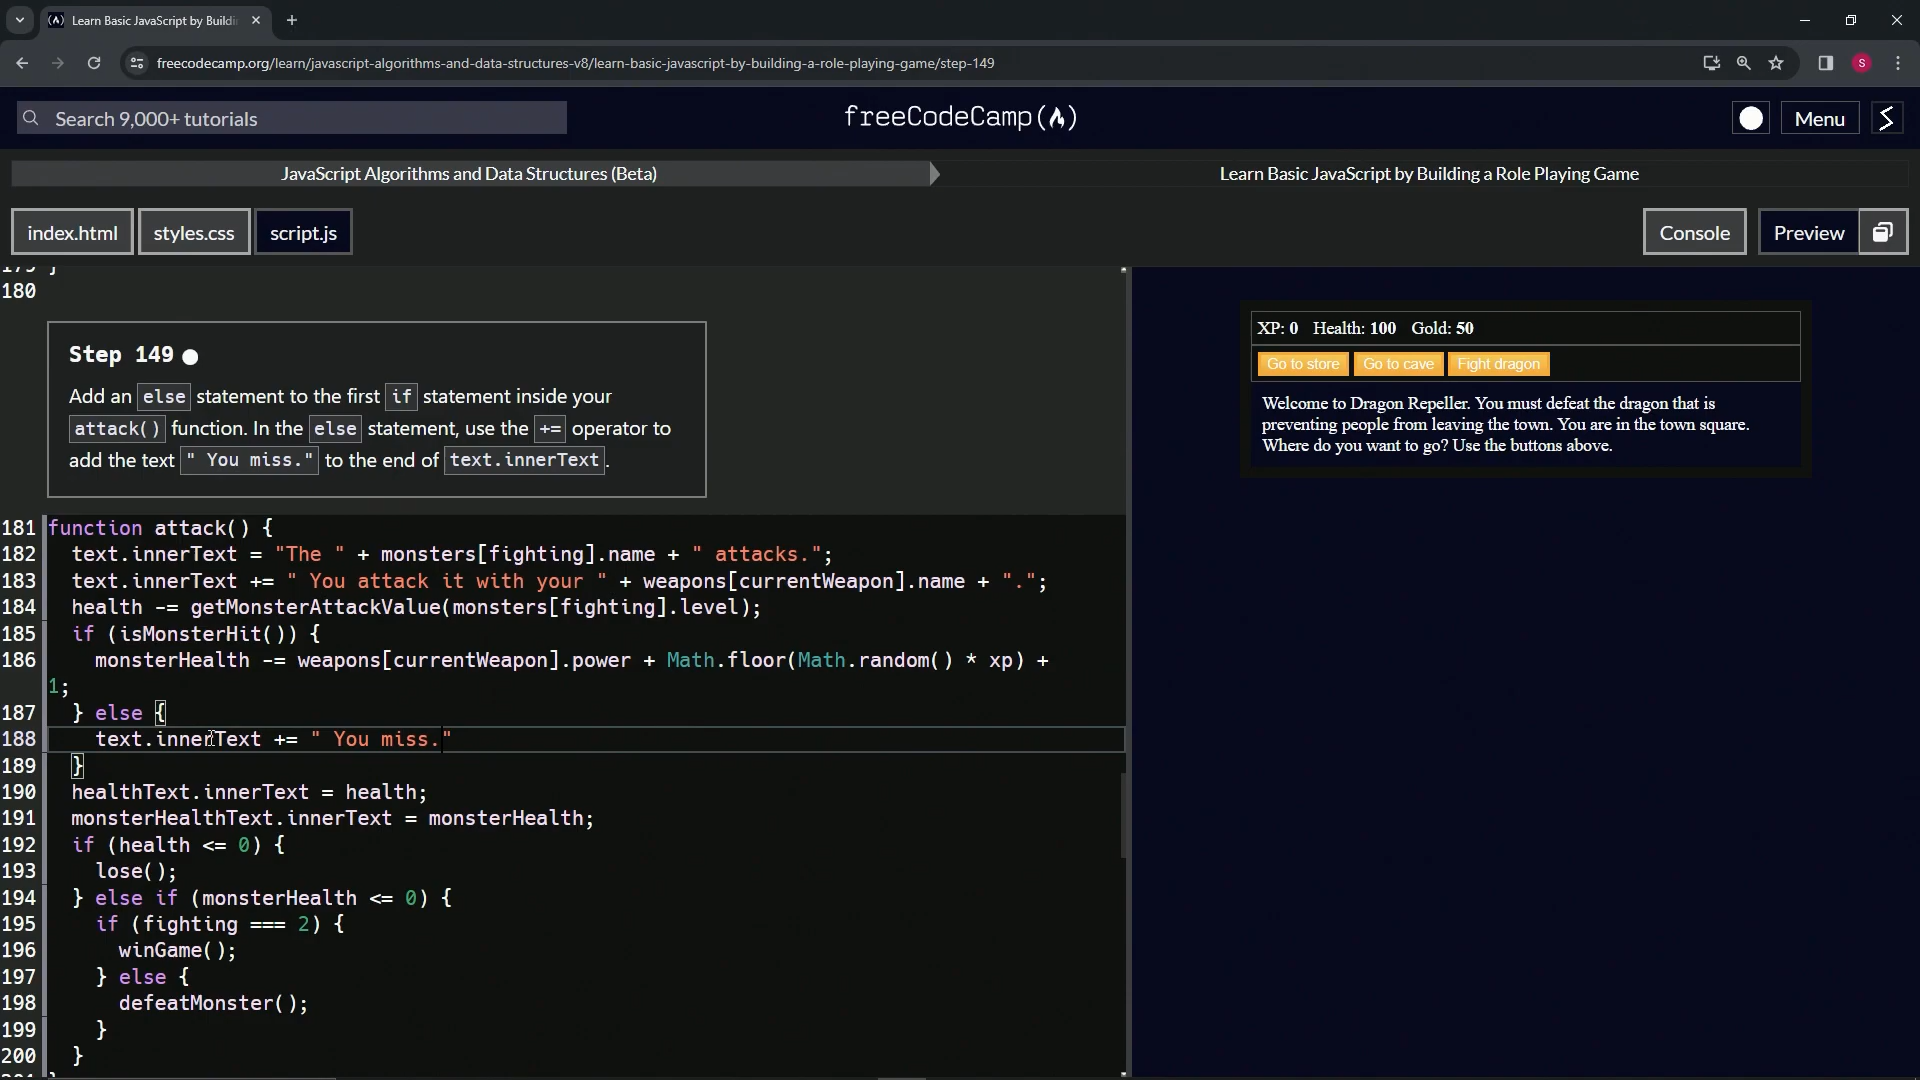 Learn Basic JavaScript by Buildi
freecodecamp.org/learn/javascript-algorithms-and-data-structures-v8/learn-basic-javascript-by-building-a-role-playing-game/step-149
S
Search 9,000+ tutorials
freeCodeCamp
Menu
JavaScript Algorithms and Data Structures (Beta)
Learn Basic JavaScript by Building a Role Playing Game
index.html
styles.css
script.js
Console
Preview
179 }
180
Step 149
Add an else statement to the first if statement inside your
attack() function. In the else statement, use the += operator to
add the text " You miss." to the end of text.innerText.
181 function attack() {
182 text.innerText = "The " + monsters[fighting].name + " attacks.";
183 text.innerText += " You attack it with your " + weapons[currentWeapon].name + ".";
184 health -= getMonsterAttackValue(monsters[fighting].level);
185 if (isMonsterHit()) {
186 monsterHealth -= weapons[currentWeapon].power + Math.floor(Math.random() * xp) +
1;
187 } else {
188 text.innerText += " You miss."
189 }
190 healthText.innerText = health;
191 monsterHealthText.innerText = monsterHealth;
192 if (health <= 0) {
193 lose();
194 } else if (monsterHealth <= 0) {
195 if (fighting === 2) {
196 winGame();
197 } else {
198 defeatMonster();
199 }
200 }
XP: 0 Health: 100 Gold: 50
Go to store
Go to cave
Fight dragon
Welcome to Dragon Repeller. You must defeat the dragon that is
preventing people from leaving the town. You are in the town square.
Where do you want to go? Use the buttons above.